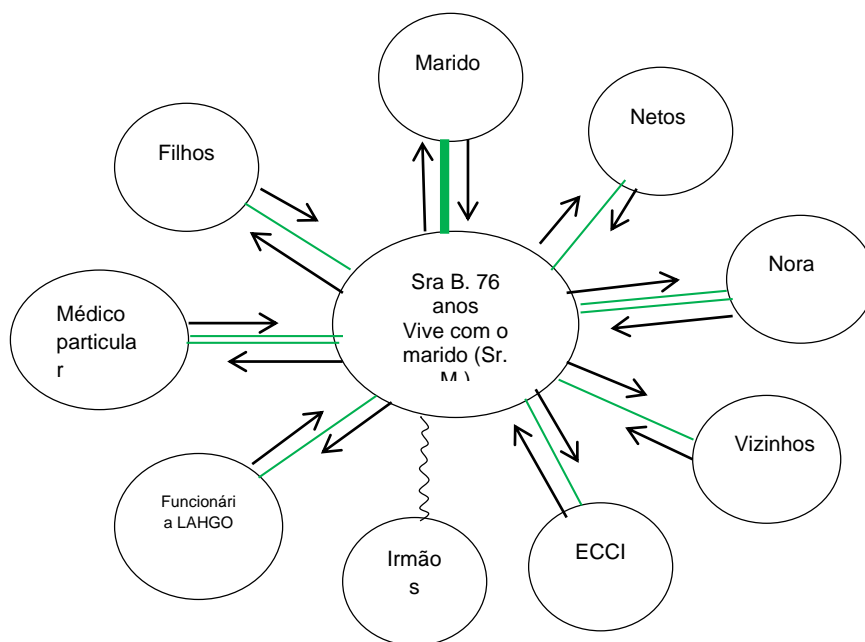 Marido
Netos
Filhos
Nora
Sra B. 76
anos
Vive com o
marido (Sr.
M.)
Médico
particula
r
Vizinhos
Funcionári
a LAHGO
Irmão
s
ECCI